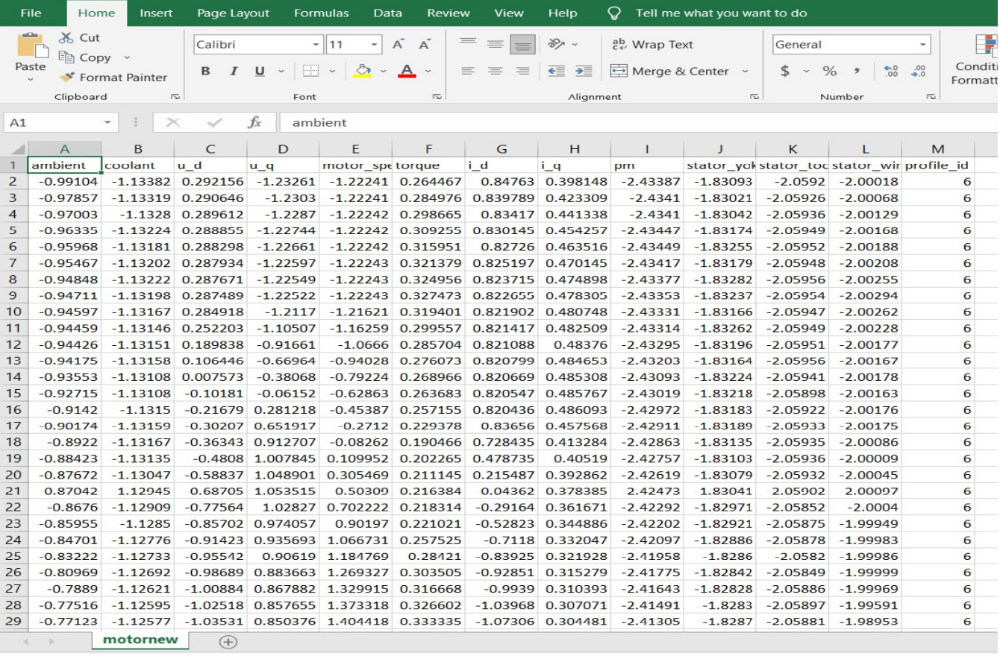 File Home Insert Page Layout Formulas Data Review View Help Tell me what you want to do
Cut
Copy
Paste
Format Painter
Calibri 11 A A
B I U A
ab Wrap Text
Merge & Center
General
$ % , .0 .00 .00 .0
Conditi
Formatt
Clipboard Font Alignment Number
A1 fx ambient
A B C D E F G H I J K L M
1 ambient coolant u_d u_q motor_spe torque i_d i_q pm stator_yok stator_too stator_wir profile_id
2 -0.99104 -1.13382 0.292156 -1.23261 -1.22241 0.264467 0.84763 0.398148 -2.43387 -1.83093 -2.0592 -2.00018 6
3 -0.97857 -1.13319 0.290646 -1.2303 -1.22241 0.284976 0.839789 0.423309 -2.4341 -1.83021 -2.05926 -2.00068 6
4 -0.97003 -1.1328 0.289612 -1.2287 -1.22242 0.298665 0.83417 0.441338 -2.4341 -1.83042 -2.05936 -2.00129 6
5 -0.96335 -1.13224 0.288855 -1.22744 -1.22242 0.309255 0.830145 0.454257 -2.43447 -1.83174 -2.05949 -2.00168 6
6 -0.95968 -1.13181 0.288298 -1.22661 -1.22242 0.315951 0.82726 0.463516 -2.43449 -1.83255 -2.05952 -2.00188 6
7 -0.95467 -1.13202 0.287934 -1.22597 -1.22243 0.321379 0.825197 0.470145 -2.43417 -1.83179 -2.05948 -2.00208 6
8 -0.94848 -1.13222 0.287671 -1.22549 -1.22243 0.324956 0.823715 0.474898 -2.43377 -1.83282 -2.05956 -2.00255 6
9 -0.94711 -1.13198 0.287489 -1.22522 -1.22243 0.327473 0.822655 0.478305 -2.43353 -1.83237 -2.05954 -2.00294 6
10 -0.94597 -1.13167 0.284918 -1.2117 -1.21621 0.319401 0.821902 0.480748 -2.43331 -1.83166 -2.05947 -2.00262 6
11 -0.94459 -1.13146 0.252203 -1.10507 -1.16259 0.299557 0.821417 0.482509 -2.43314 -1.83262 -2.05949 -2.00228 6
12 -0.94426 -1.13151 0.189838 -0.91661 -1.0666 0.285704 0.821088 0.48376 -2.43295 -1.83196 -2.05951 -2.00177 6
13 -0.94175 -1.13158 0.106446 -0.66964 -0.94028 0.276073 0.820799 0.484653 -2.43203 -1.83164 -2.05956 -2.00167 6
14 -0.93553 -1.13108 0.007573 -0.38068 -0.79224 0.268966 0.820669 0.485308 -2.43093 -1.83224 -2.05941 -2.00178 6
15 -0.92715 -1.13108 -0.10181 -0.06152 -0.62863 0.263683 0.820547 0.485767 -2.43019 -1.83218 -2.05898 -2.00163 6
16 -0.9142 -1.1315 -0.21679 0.281218 -0.45387 0.257155 0.820436 0.486093 -2.42972 -1.83183 -2.05922 -2.00176 6
17 -0.90174 -1.13159 -0.30207 0.651917 -0.2712 0.229378 0.83656 0.457568 -2.42911 -1.83189 -2.05933 -2.00175 6
18 -0.8922 -1.13167 -0.36343 0.912707 -0.08262 0.190466 0.728435 0.413284 -2.42863 -1.83135 -2.05935 -2.00086 6
19 -0.88423 -1.13135 -0.4808 1.007845 0.109952 0.202265 0.478735 0.40519 -2.42757 -1.83103 -2.05936 -2.00009 6
20 -0.87672 -1.13047 -0.58837 1.048901 0.305469 0.211145 0.215487 0.392862 -2.42619 -1.83079 -2.05932 -2.00045 6
21 0.87042 1.12945 0.68705 1.053515 0.50309 0.216384 0.04362 0.378385 2.42473 1.83041 2.05902 2.00097 6
22 -0.8676 -1.12909 -0.77564 1.02827 0.702222 0.218314 -0.29164 0.361671 -2.42292 -1.82971 -2.05852 -2.0004 6
23 -0.85955 -1.1285 -0.85702 0.974057 0.90197 0.221021 -0.52823 0.344886 -2.42202 -1.82921 -2.05875 -1.99949 6
24 -0.84701 -1.12776 -0.91423 0.935693 1.066731 0.257525 -0.7118 0.332047 -2.42097 -1.82886 -2.05878 -1.99983 6
25 -0.83222 -1.12733 -0.95542 0.90619 1.184769 0.28421 -0.83925 0.321928 -2.41958 -1.8286 -2.0582 -1.99986 6
26 -0.80969 -1.12692 -0.98689 0.883663 1.269327 0.303505 -0.92851 0.315279 -2.41775 -1.82842 -2.05849 -1.99999 6
27 -0.7889 -1.12621 -1.00884 0.867882 1.329915 0.316668 -0.9939 0.310393 -2.41643 -1.82828 -2.05886 -1.99969 6
28 -0.77516 -1.12595 -1.02518 0.857655 1.373318 0.326602 -1.03968 0.307071 -2.41491 -1.8283 -2.05897 -1.99591 6
29 -0.77123 -1.12577 -1.03531 0.850376 1.404418 0.333335 -1.07306 0.304481 -2.41305 -1.8287 -2.05881 -1.98953 6
motornew